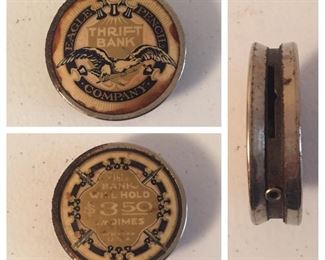 EAGLE PENCIL
THRIFT
BANK
COMPANY
THIS
BANK
WILL HOLD
$3.50
IN DIMES